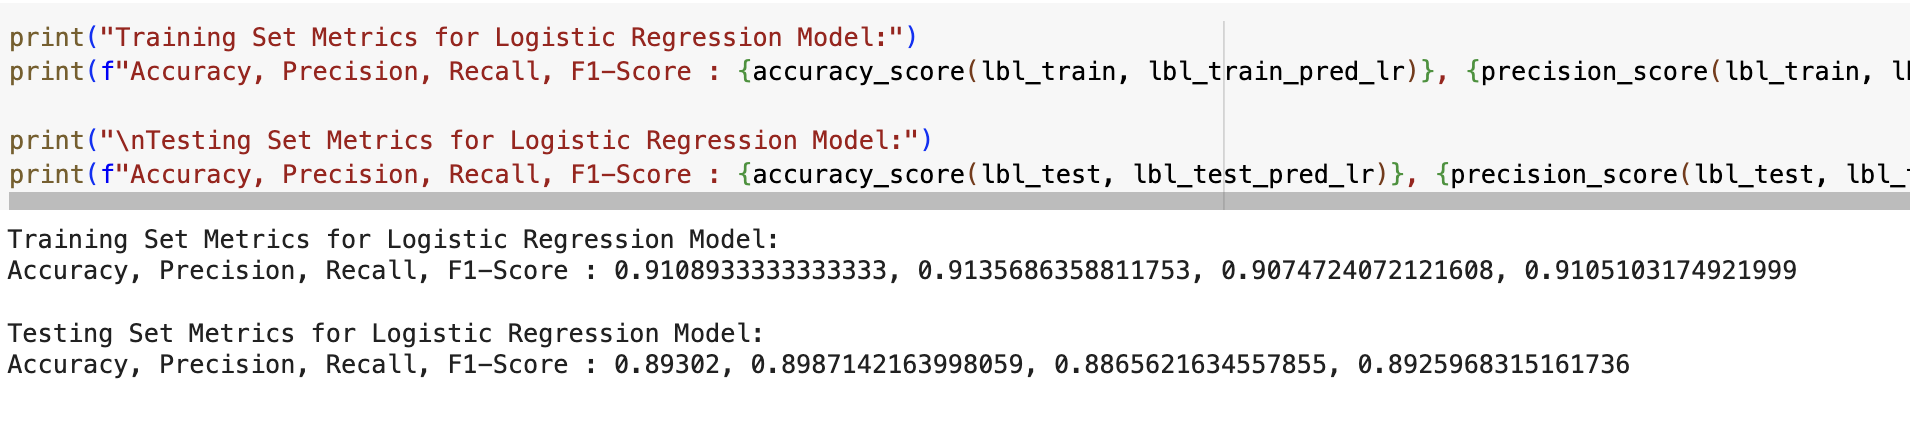 print("Training Set Metrics for Logistic Regression Model:")
print(f"Accuracy, Precision, Recall, F1-Score : {accuracy_score(lbl_train, lbl_train_pred_lr)}, {precision_score(lbl_train,
print("\nTesting Set Metrics for Logistic Regression Model:")
print(f"Accuracy, Precision, Recall, F1-Score : {accuracy_score(lbl_test, lbl_test_pred_lr)}, {precision_score(lbl_test, lbl_
Training Set Metrics for Logistic Regression Model:
Accuracy, Precision, Recall, F1-Score : 0.9108933333333333, 0.9135686358811753, 0.9074724072121608, 0.9105103174921999
Testing Set Metrics for Logistic Regression Model:
Accuracy, Precision, Recall, F1-Score : 0.89302, 0.8987142163998059, 0.8865621634557855, 0.8925968315161736